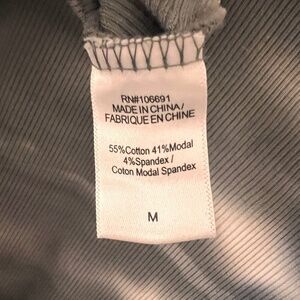 RN#106691
MADE IN CHINA/
FABRIQUE EN CHINE
55%Cotton 41%Modal
4%Spandex /
Coton Modal Spandex
M